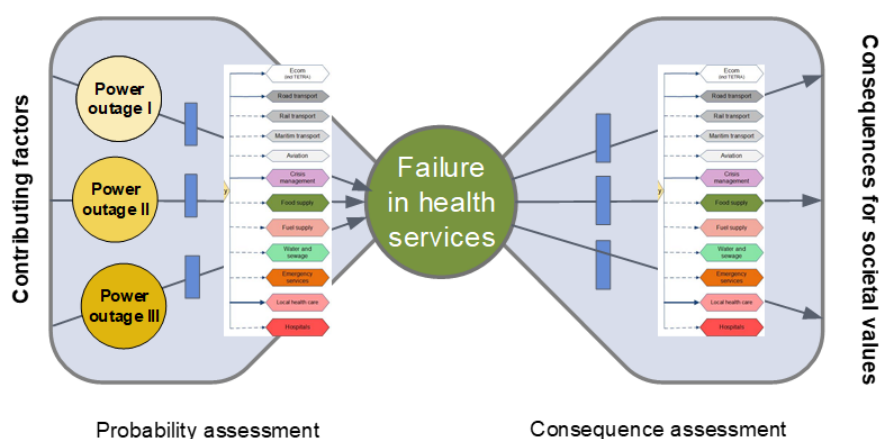 Contributing factors
Power
outage I
Power
outage II
Power
outage III
Ecom
(incl TETRA)
Road transport
Rail transport
Maritim transport
Aviation
Crisis
management
Food supply
Fuel supply
Water and
sewage
Emergency
services
Local health care
Hospitals
Failure
in health
services
Ecom
(incl TETRA)
Road transport
Rail transport
Maritim transport
Aviation
Crisis
management
Food supply
Fuel supply
Water and
sewage
Emergency
services
Local health care
Hospitals
Consequences for societal values
Probability assessment
Consequence assessment